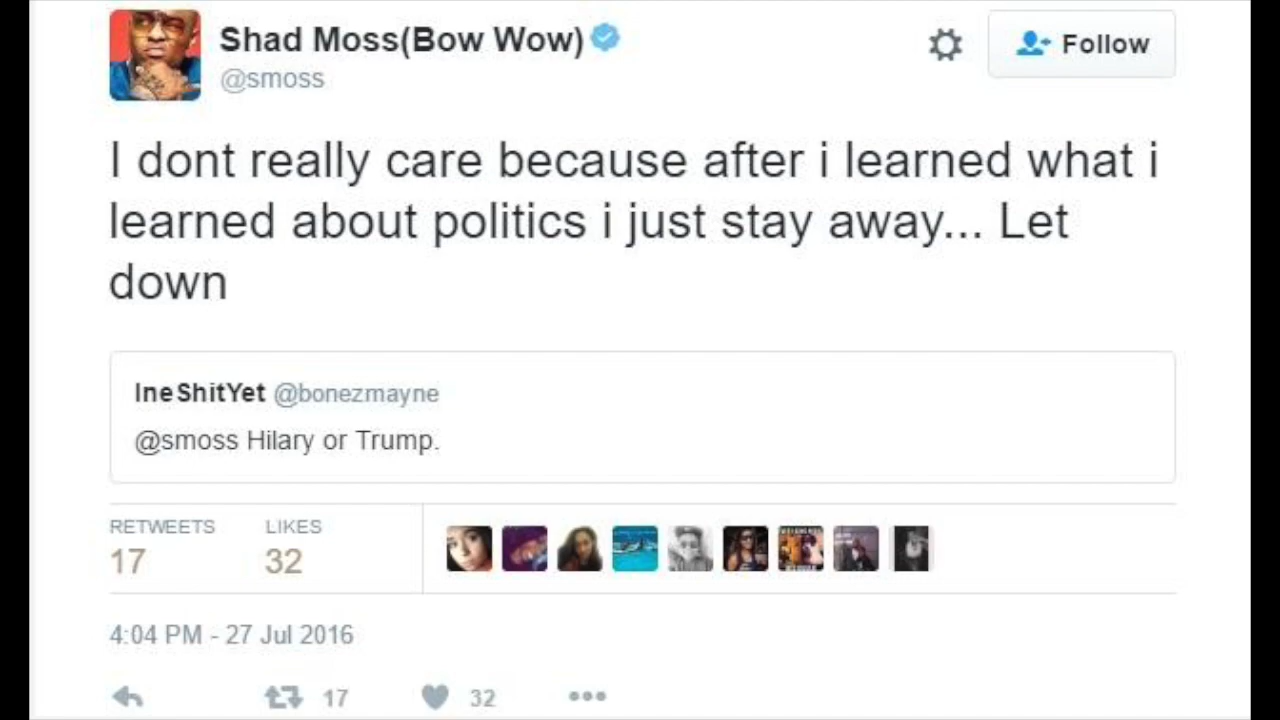 Shad Moss(Bow Wow)
Follow
@smoss
I dont really care because after i learned what i
learned about politics i just stay away... Let
down
IneShitYet @bonezmayne
@smoss Hilary or Trump.
RETWEETS LIKES
17 32
4:04 PM - 27 Jul 2016
17 32